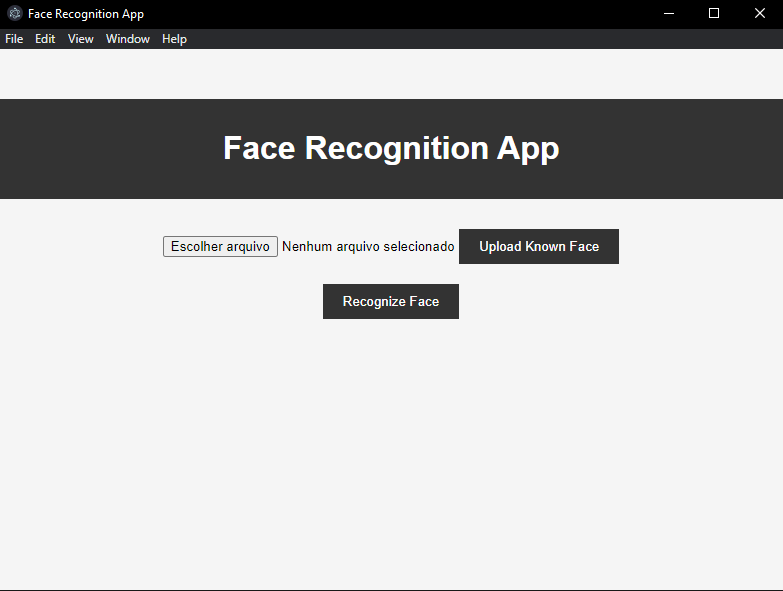 Face Recognition App
File Edit View Window Help
Face Recognition App
Escolher arquivo Nenhum arquivo selecionado Upload Known Face
Recognize Face